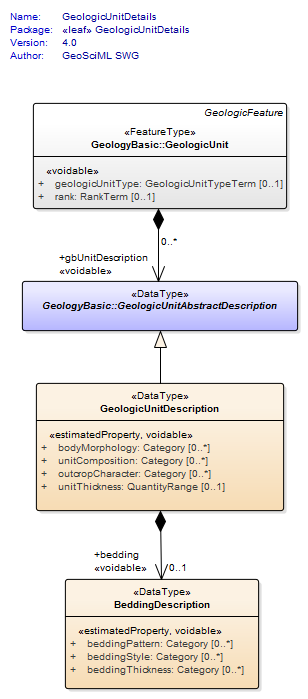 Name: GeologicUnitDetails
Package: «leaf» GeologicUnitDetails
Version: 4.0
Author: GeoSciML SWG
GeologicFeature
«FeatureType»
GeologyBasic::GeologicUnit
«voidable»
+ geologicUnitType: GeologicUnitTypeTerm [0..1]
+ rank: RankTerm [0..1]
0..*
+gbUnitDescription
«voidable»
«DataType»
GeologyBasic::GeologicUnitAbstractDescription
«DataType»
GeologicUnitDescription
«estimatedProperty, voidable»
+ bodyMorphology: Category [0..*]
+ unitComposition: Category [0..*]
+ outcropCharacter: Category [0..*]
+ unitThickness: QuantityRange [0..1]
+bedding
«voidable» 0..1
«DataType»
BeddingDescription
«estimatedProperty, voidable»
+ beddingPattern: Category [0..*]
+ beddingStyle: Category [0..*]
+ beddingThickness: Category [0..*]